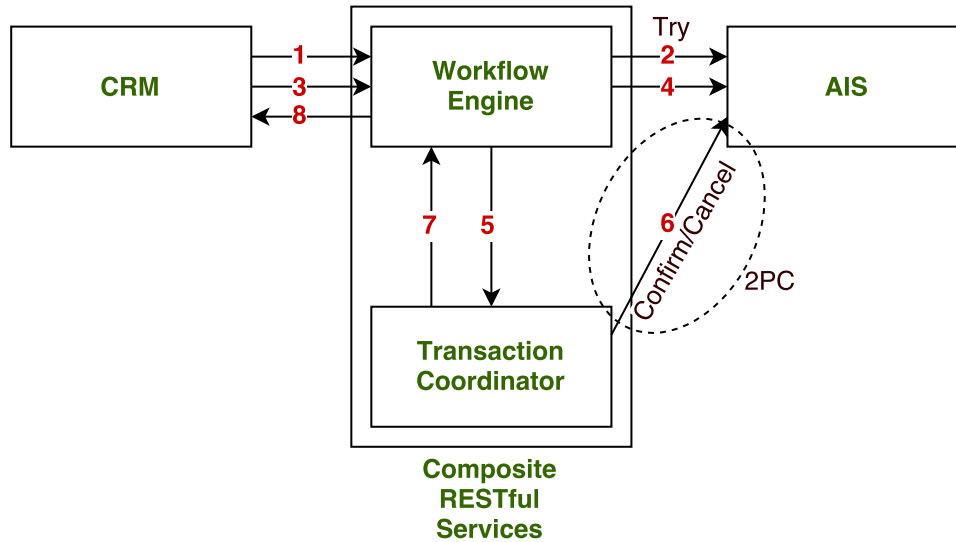 Try
1
2
CRM
Workflow
Engine
AIS
3
4
8
7
5
6
Confirm/Cancel
2PC
Transaction
Coordinator
Composite
RESTful
Services